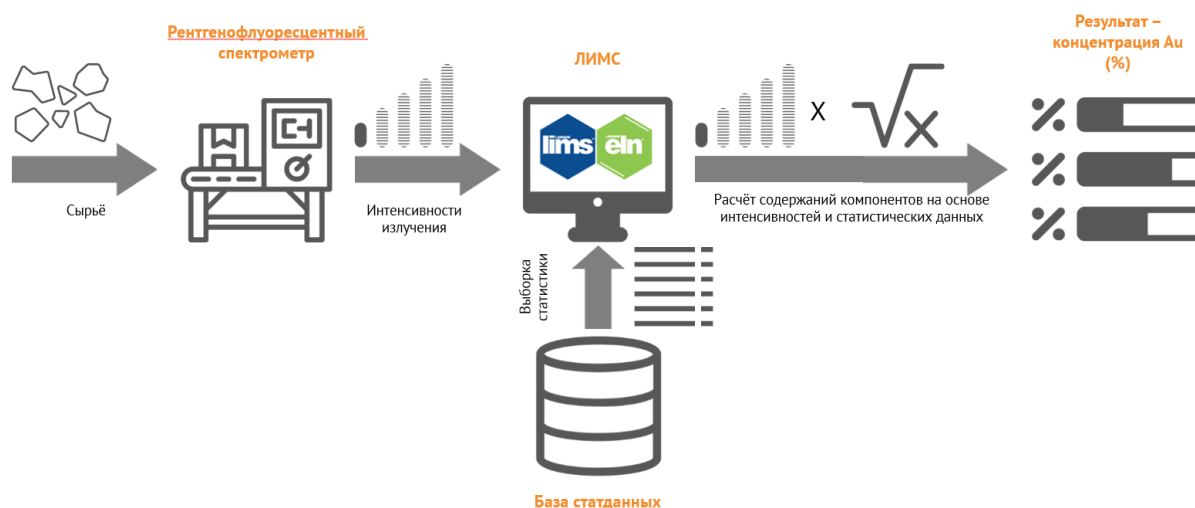 Рентгенофлуоресцентный
спектрометр
ЛИМС
Результат –
концентрация Au
(%)
lims eln
X
√x
Сырьё
Интенсивности
излучения
Расчёт содержаний компонентов на основе
интенсивностей и статистических данных
Выборка
статистики
База статданных